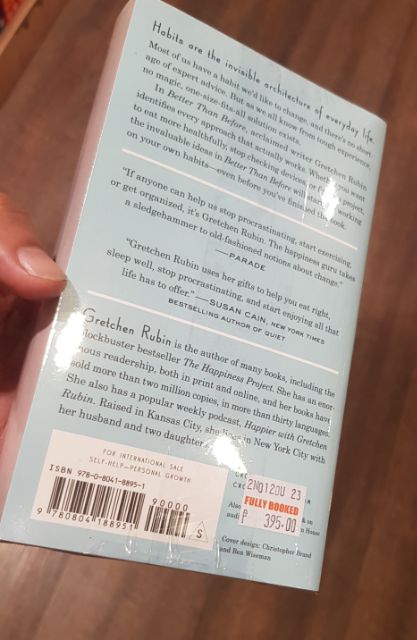 Habits are the invisible architecture of everyday life.
Most of us have a habit we'd like to change, and there's no short-
age of expert advice. But as we all know from tough experience,
no magic, one-size-fits-all solution exists.
In Better Than Before, acclaimed writer Gretchen Rubin
identifies every approach that actually works. Whether you want
to eat more healthfully, stop checking devices, or finish a project,
the invaluable ideas in Better Than Before will start you working
on your own habits—even before you've finished the book.
"If anyone can help us stop procrastinating, start exercising,
or get organized, it's Gretchen Rubin. The happiness guru takes
a sledgehammer to old-fashioned notions about change."
—PARADE
"Gretchen Rubin uses her gifts to help you eat right,
sleep well, stop procrastinating, and start enjoying all that
life has to offer." —SUSAN CAIN, NEW YORK TIMES
BESTSELLING AUTHOR OF QUIET
Gretchen Rubin is the author of many books, including the
blockbuster bestseller The Happiness Project. She has an enor-
mous readership, both in print and online, and her books have
sold more than two million copies, in more than thirty languages.
She also has a popular weekly podcast, Happier with Gretchen
Rubin. Raised in Kansas City, she lives in New York City with
her husband and two daughters
FOR INTERNATIONAL SALE
SELF-HELP—PERSONAL GROWTH
ISBN 978-0-8041-8895-1
90000
9 780804 188951
S
2N0120U 23
FULLY BOOKED
₱ 395.00
CRO
Also
audi
s on
m House
Cover design: Christopher Brand
and Bea Wiseman